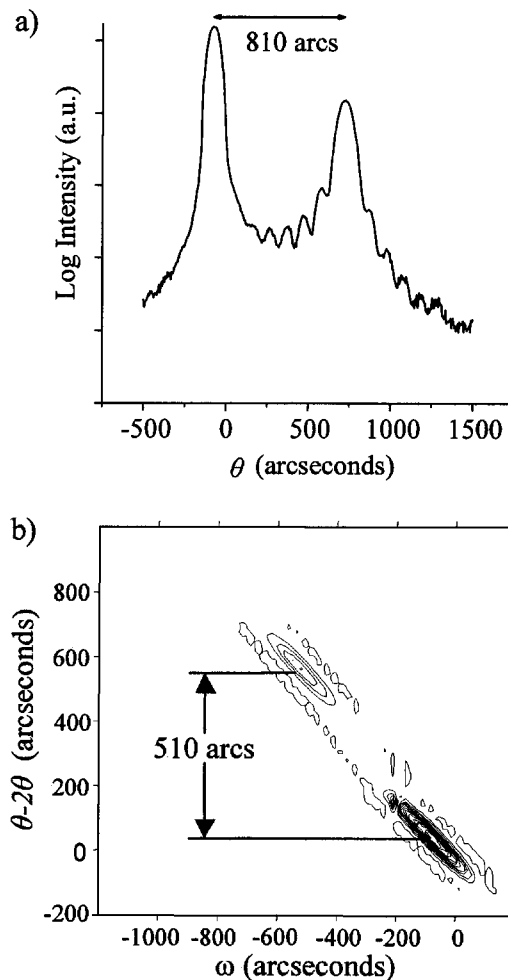 a)
810 arcs
Log Intensity (a.u.)
-500 0 500 1000 1500
θ (arcseconds)
b)
θ-2θ (arcseconds)
800
600
400
200
0
-200
510 arcs
-1000 -800 -600 -400 -200 0
ω (arcseconds)